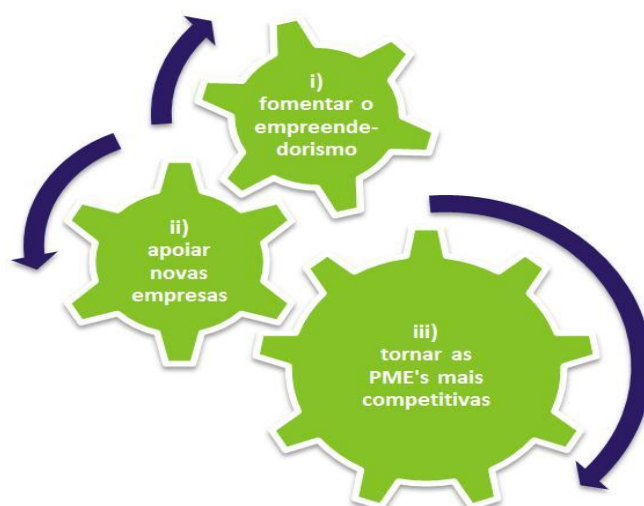 i)
fomentar o
empreende-
dorismo
ii)
apoiar
novas
empresas
iii)
tornar as
PME's mais
competitivas